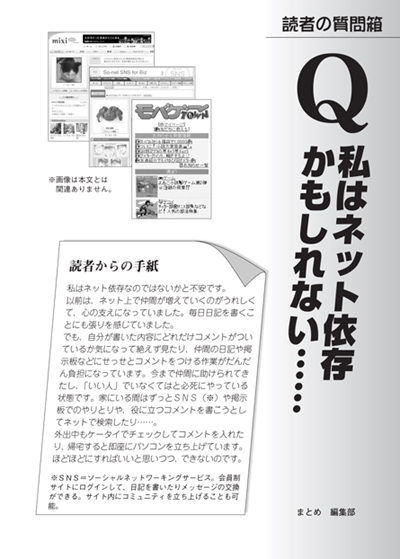 読者の質問箱
Q
私はネット依存
かもしれない……
mixi
So-net SNS for Biz
モバゲー
TOWN
※画像は本文とは
関連ありません。
読者からの手紙
私はネット依存なのではないかと不安です。
以前は、ネット上で仲間が増えていくのがうれしく
て、心の支えになっていました。毎日日記を書くこ
とにも張りを感じていました。
でも、自分が書いた内容にどれだけコメントがつい
ているか気になって絶えず見たり、仲間の日記や掲
示板などにせっせとコメントをつける作業がだんだ
ん負担になっています。今まで仲間に助けられてき
たし、「いい人」でいなくてはと必死にやっている
状態です。家にいる間はずっとSNS（※）や掲示
板でのやりとりや、役に立つコメントを書こうとし
てネットで検索したり……。
外出中もケータイでチェックしてコメントを入れた
り、帰宅すると即座にパソコンを立ち上げています。
ほどほどにすればいいと思いつつ、できないのです。
※SNS＝ソーシャルネットワーキングサービス。会員制
サイトにログインして、日記を書いたりメッセージの交換
ができる。サイト内にコミュニティを立ち上げることも可
能。
まとめ　編集部